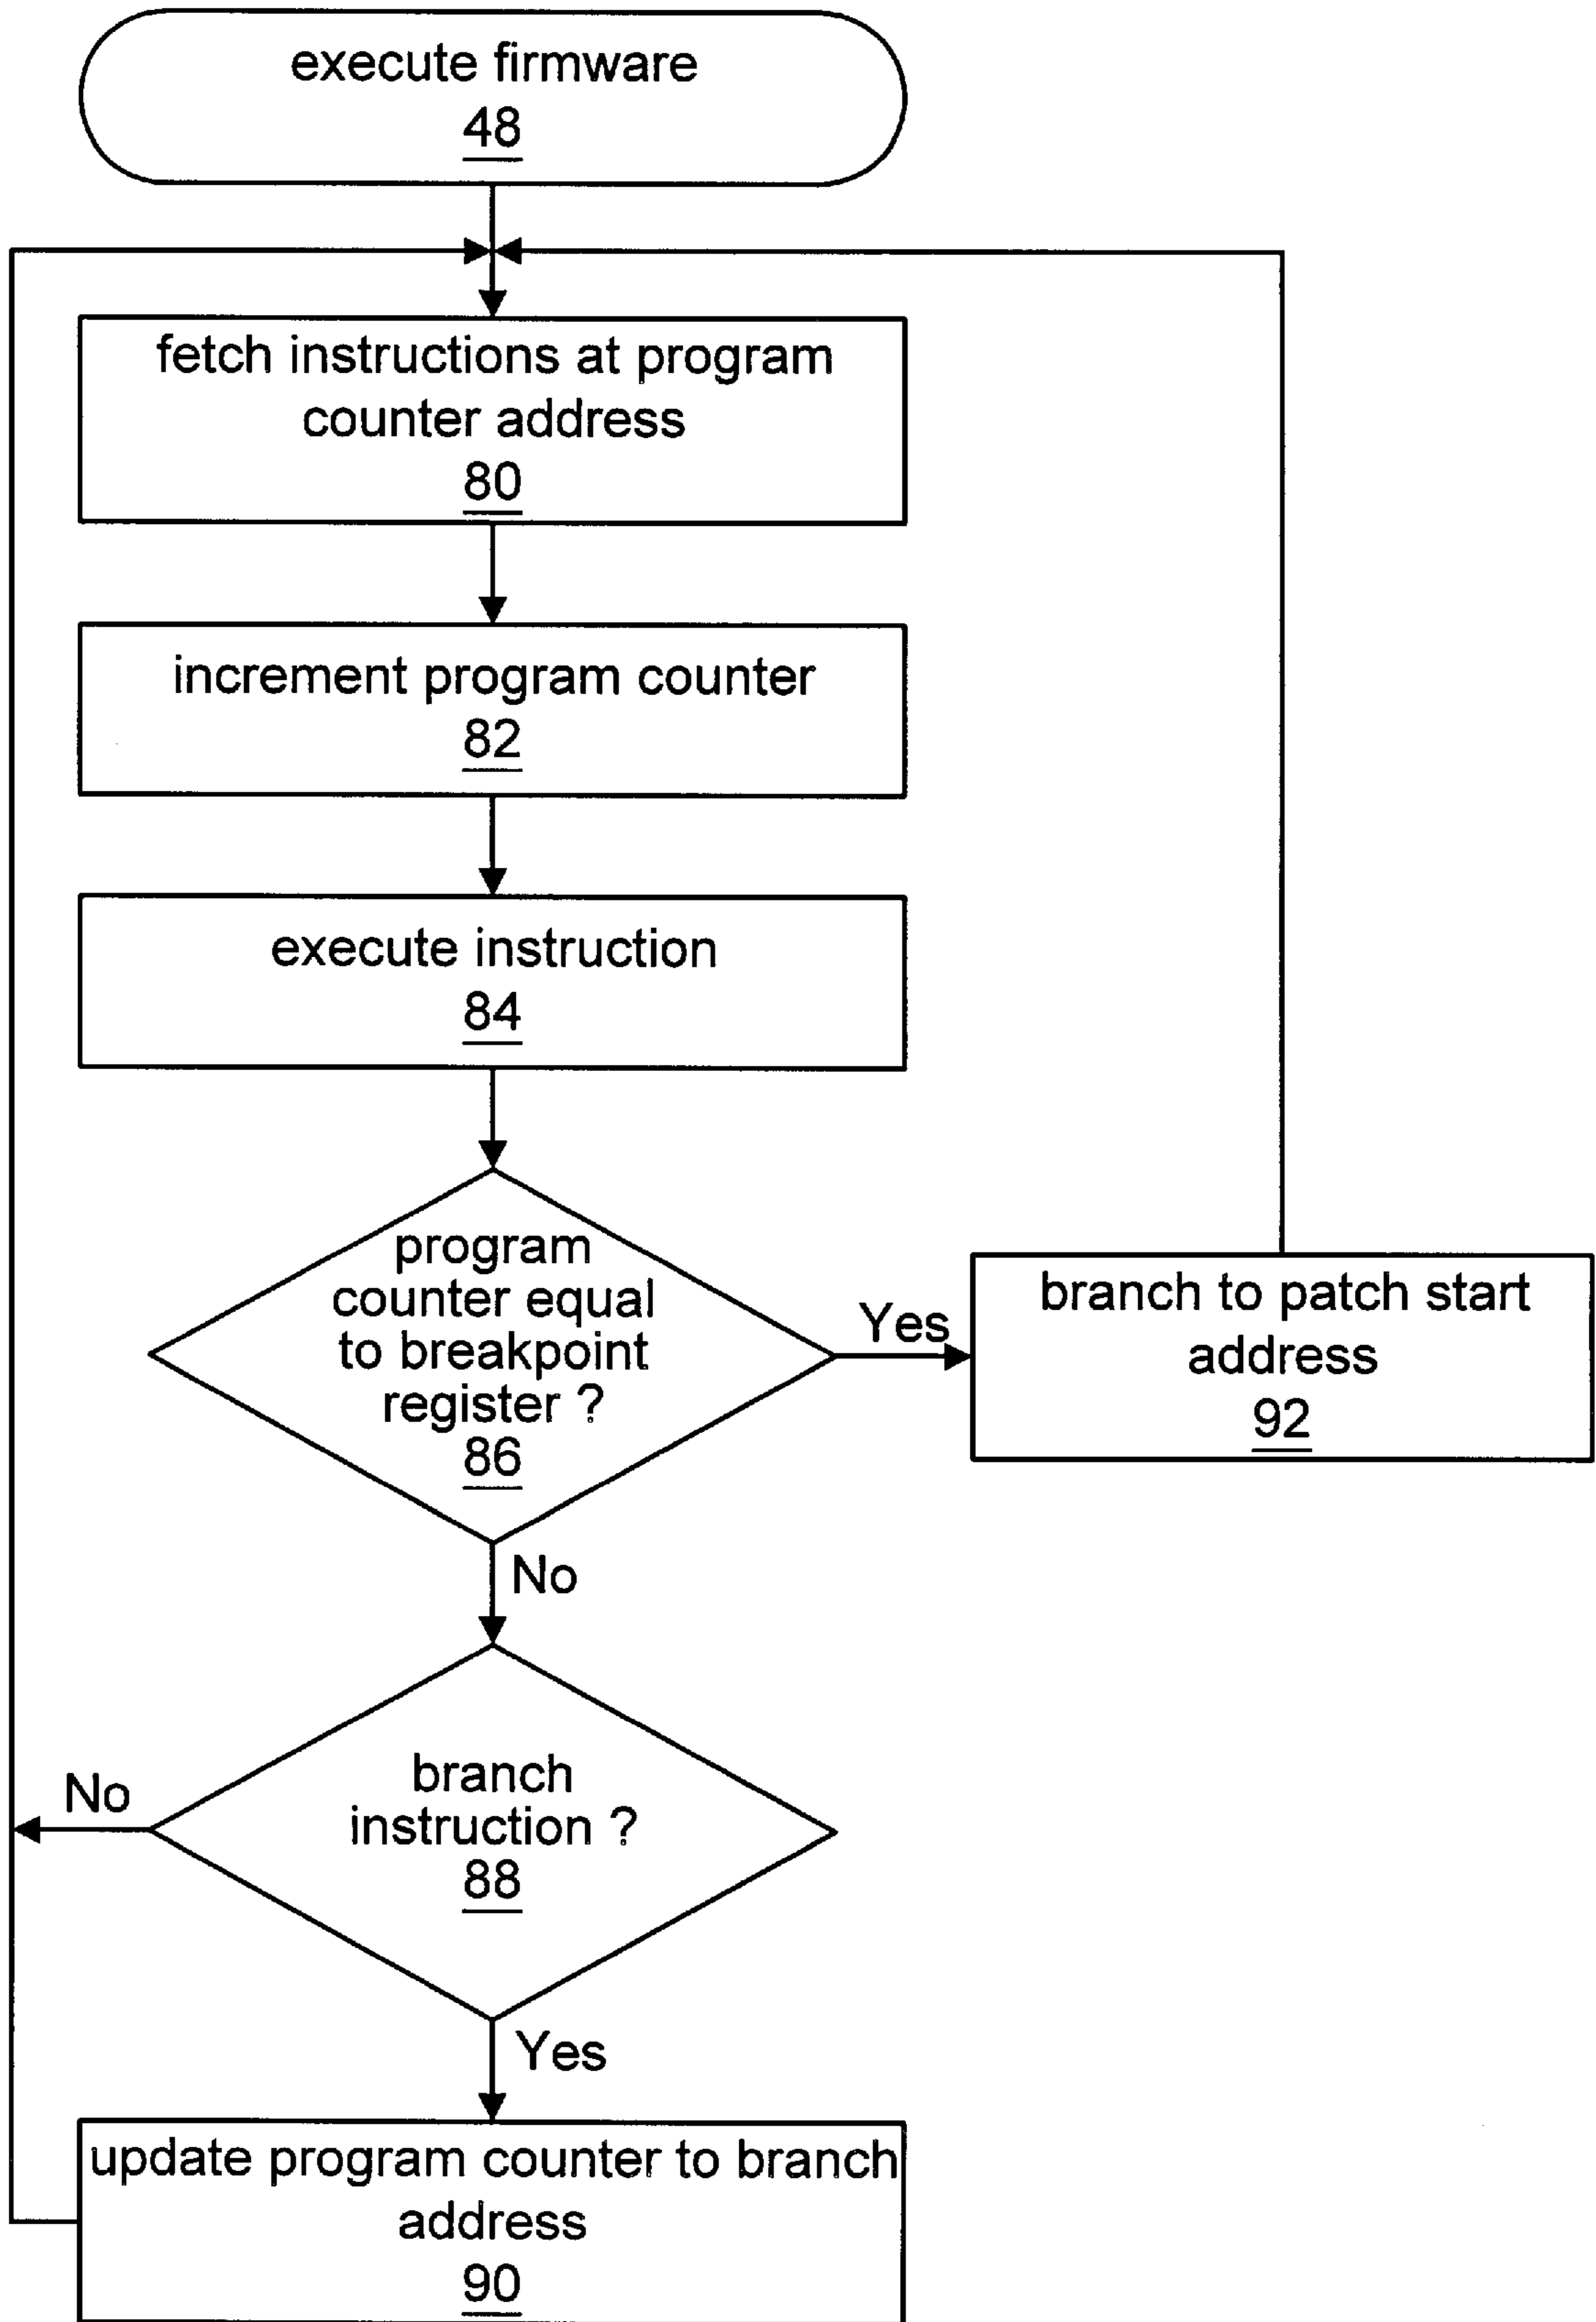 execute firmware
48
fetch instructions at program
counter address
80
increment program counter
82
execute instruction
84
program
counter equal
to breakpoint
register ?
86
Yes
branch to patch start
address
92
No
branch
instruction ?
88
No
Yes
update program counter to branch
address
90